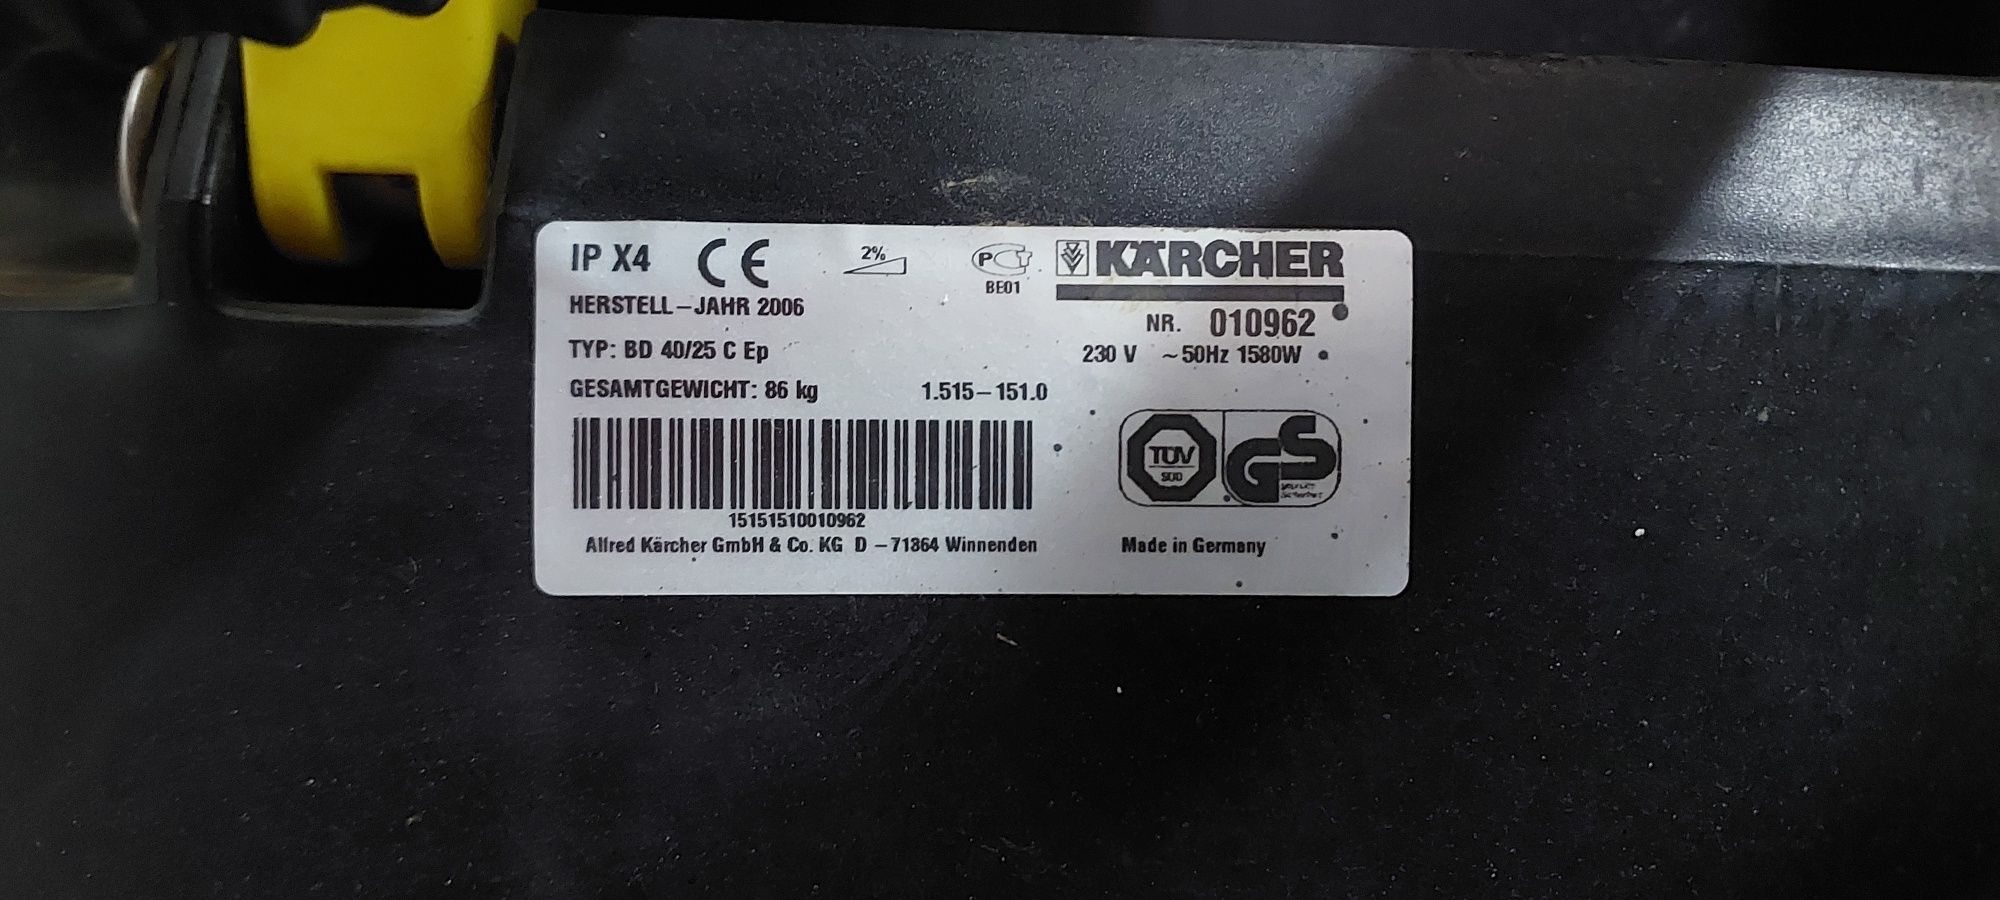 IP X4 CE 2% PCT KÄRCHER
BE01
HERSTELL-JAHR 2006 NR. 010962
TYP: BD 40/25 C Ep 230 V ~50Hz 1580W
GESAMTGEWICHT: 86 kg 1.515-151.0
TÜV SÜD GS
15151510010962
Alfred Kärcher GmbH & Co. KG D-71364 Winnenden Made in Germany